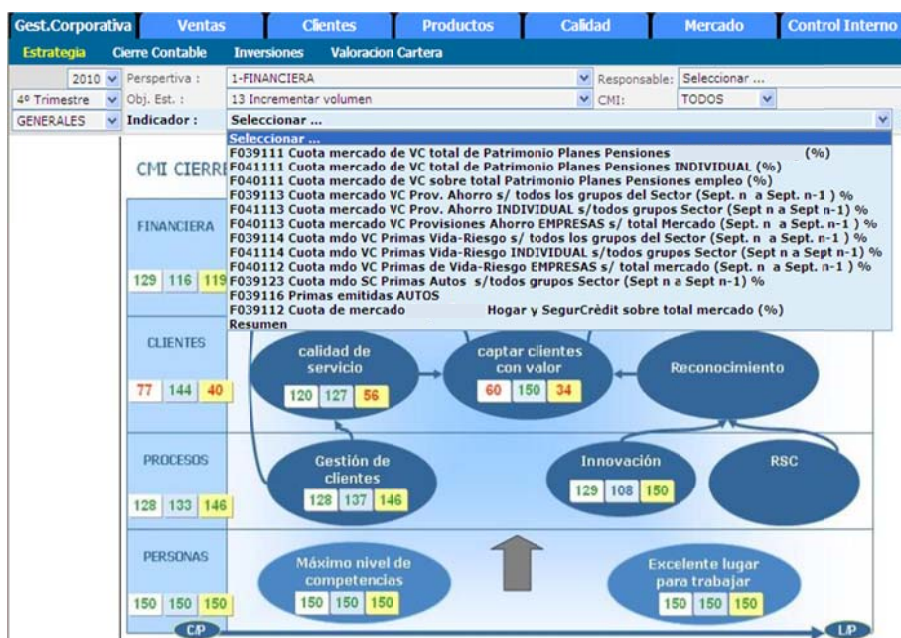 Gest.Corporativa Ventas Clientes Productos Calidad Mercado Control Interno
Estrategia Cierre Contable Inversiones Valoracion Cartera
2010 Perspertiva : 1-FINANCIERA Responsable: Seleccionar ...
4º Trimestre Obj. Est. : 13 Incrementar volumen CMI: TODOS
GENERALES Indicador : Seleccionar ...
Seleccionar ...
F039111 Cuota mercado de VC total de Patrimonio Planes Pensiones (%)
F041111 Cuota mercado de VC total de Patrimonio Planes Pensiones INDIVIDUAL (%)
F040111 Cuota mercado de VC sobre total Patrimonio Planes Pensiones empleo (%)
F039113 Cuota mercado VC Prov. Ahorro s/ todos los grupos del Sector (Sept. n a Sept. n-1 ) %
F041113 Cuota mercado VC Prov. Ahorro INDIVIDUAL s/todos grupos Sector (Sept n a Sept n-1) %
F040113 Cuota mercado VC Provisiones Ahorro EMPRESAS s/ total Mercado (Sept. n a Sept. n-1 ) %
F039114 Cuota mdo VC Primas Vida-Riesgo s/ todos los grupos del Sector (Sept. n a Sept. n-1 ) %
F041114 Cuota mdo VC Primas Vida-Riesgo INDIVIDUAL s/todos grupos Sector (Sept n a Sept n-1) %
F040112 Cuota mdo VC Primas de Vida-Riesgo EMPRESAS s/ total mercado (Sept. n a Sept. n-1 ) %
F039123 Cuota mdo SC Primas Autos s/todos grupos Sector (Sept n a Sept n-1) %
F039116 Primas emitidas AUTOS
F039112 Cuota de mercado Hogar y SegurCrèdit sobre total mercado (%)
Resumen
CMI CIERR
FINANCIERA
129 116 119
CLIENTES
77 144 40
calidad de
servicio
120 127 56
captar clientes
con valor
60 150 34
Reconocimiento
PROCESOS
128 133 146
Gestión de
clientes
128 137 146
Innovación
129 108 150
RSC
PERSONAS
150 150 150
Máximo nivel de
competencias
150 150 150
Excelente lugar
para trabajar
150 150 150
C/P L/P